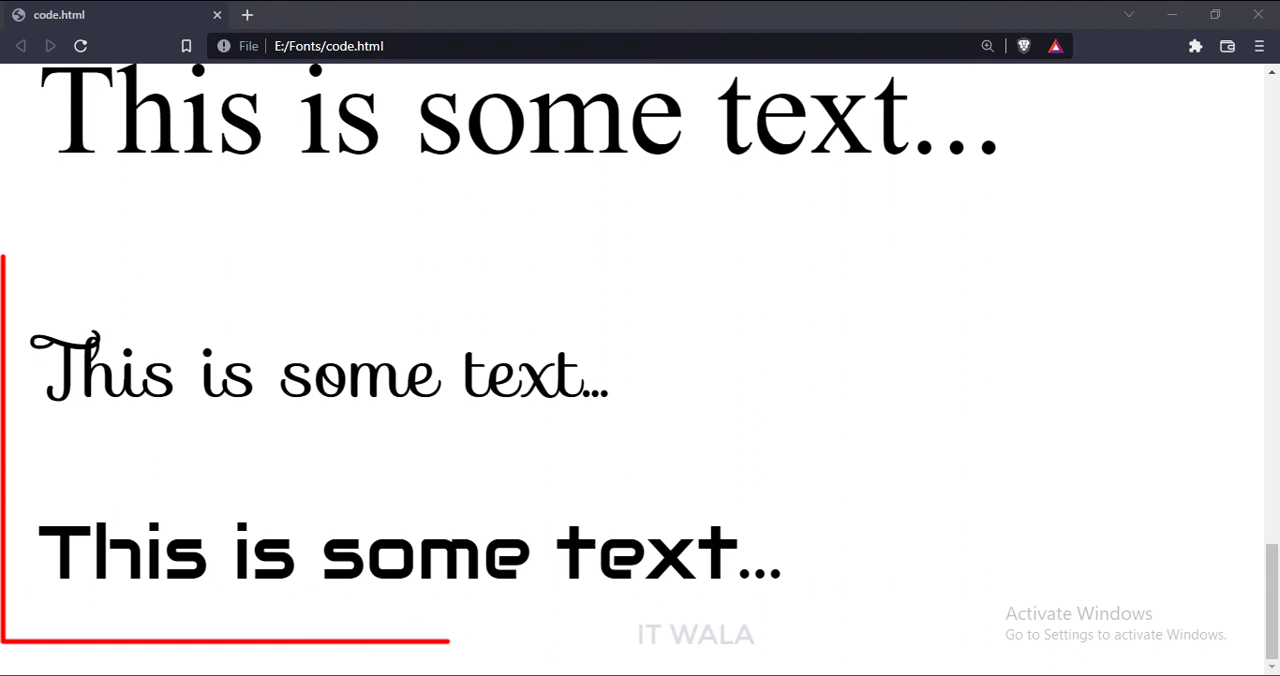 code.html
File E:/Fonts/code.html
This is some text...
This is some text...
This is some text...
Activate Windows
Go to Settings to activate Windows.
IT WALA